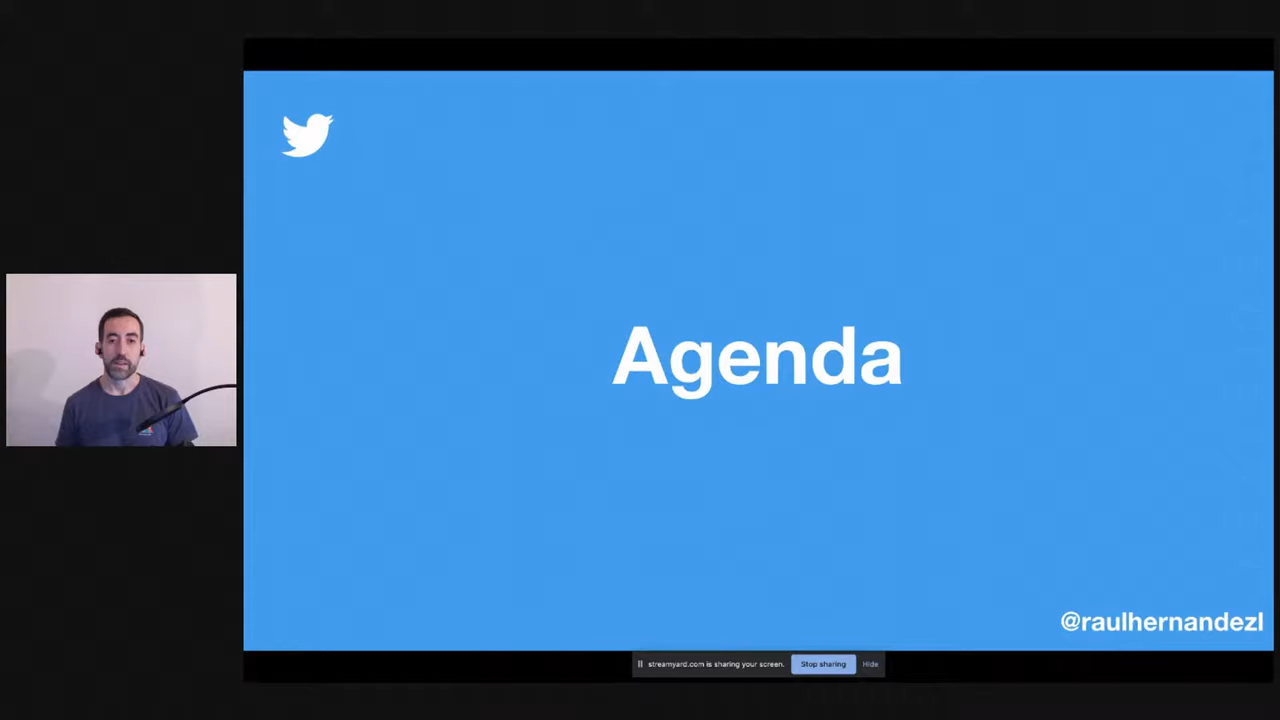 Agenda
@raulhernandezl
streamyard.com is sharing your screen. Stop sharing Hide